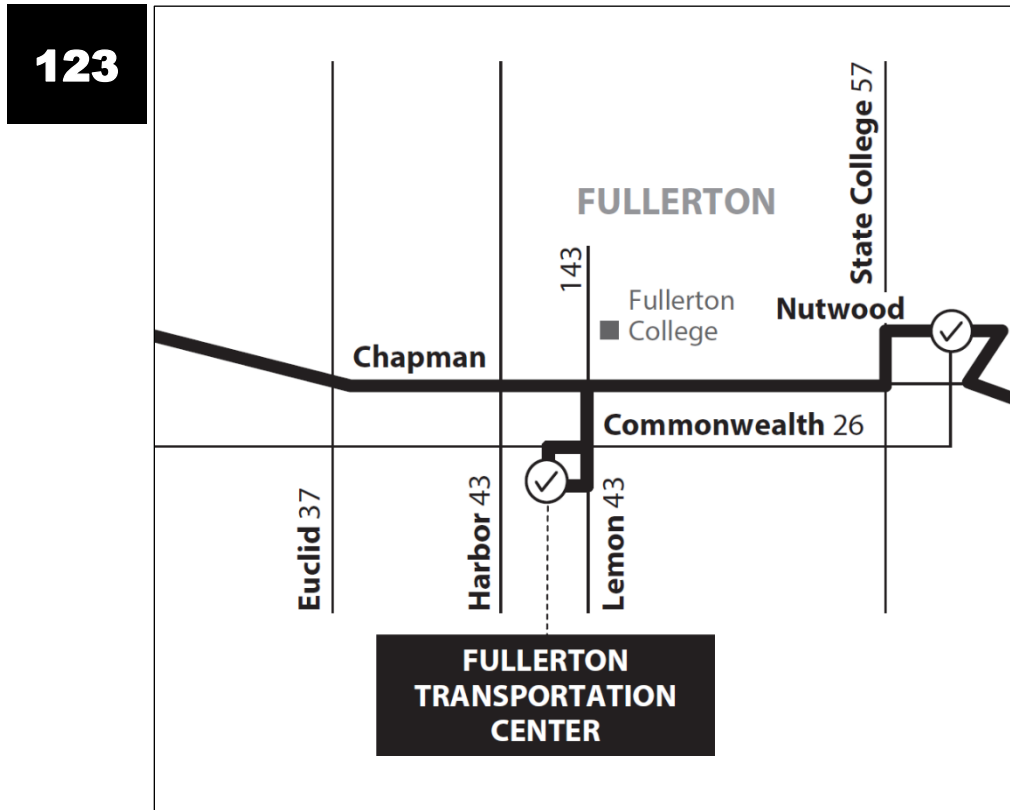 123
State College 57
FULLERTON
143
Fullerton
College
Nutwood
Chapman
Commonwealth 26
Euclid 37
Harbor 43
Lemon 43
FULLERTON
TRANSPORTATION
CENTER